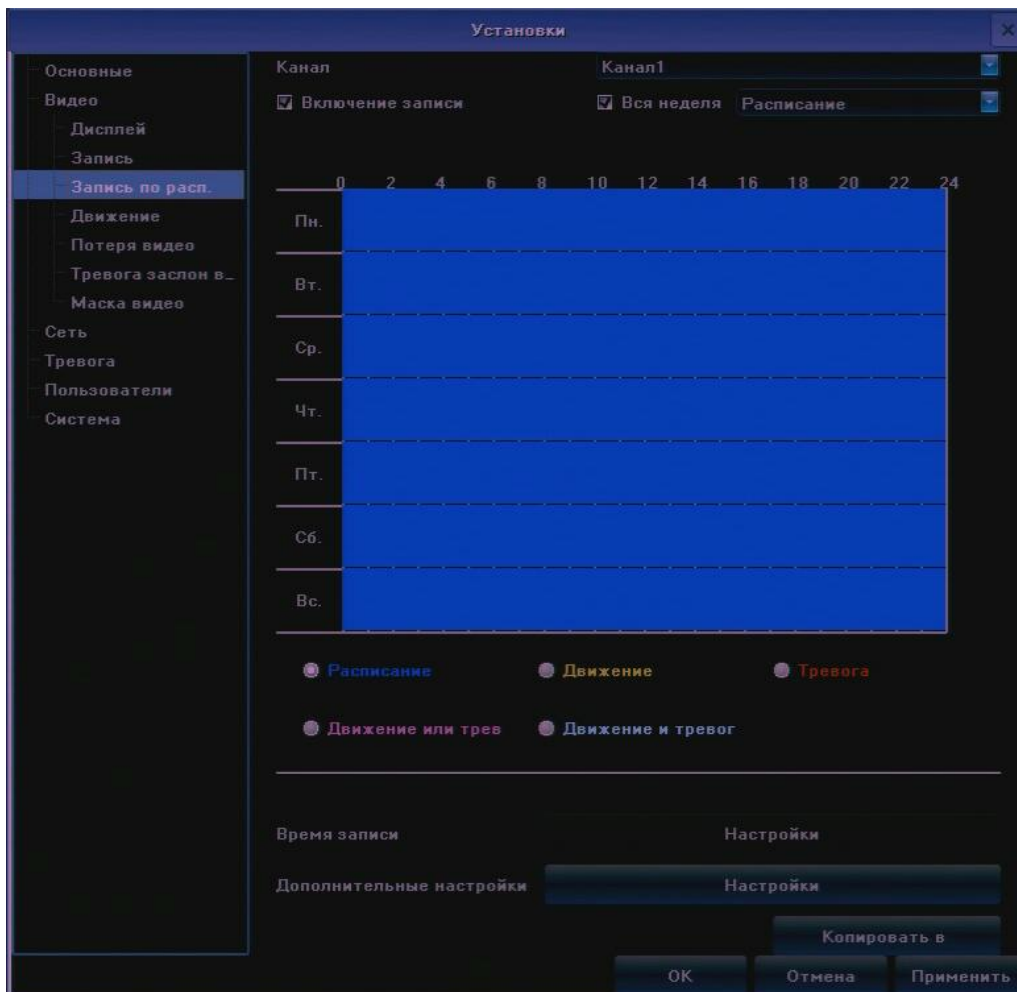 Установки
Основные
Видео
Дисплей
Запись
Запись по расп.
Движение
Потеря видео
Тревога заслон в_
Маска видео
Сеть
Тревога
Пользователи
Система
Канал Канал1
Включение записи Вся неделя Расписание
0 2 4 6 8 10 12 14 16 18 20 22 24
Пн.
Вт.
Ср.
Чт.
Пт.
Сб.
Вс.
Расписание Движение Тревога
Движение или трев Движение и тревог
Время записи Настройки
Дополнительные настройки Настройки
Копировать в
OK Отмена Применить